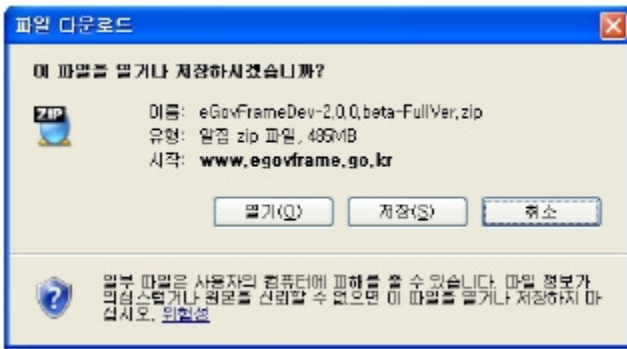 파일 다운로드
이 파일을 열거나 저장하시겠습니까?
ZIP
이름: eGovFrameDev-2,0,0,beta-FullVer,zip
유형: 알집 zip 파일, 485MB
시작: www.egovframe.go.kr
열기(O)
저장(S)
취소
일부 파일은 사용자의 컴퓨터에 피해를 줄 수 있습니다. 파일 정보가
의심스럽거나 원본을 신뢰할 수 없으면 이 파일을 열거나 저장하지 마
십시오. 위험성